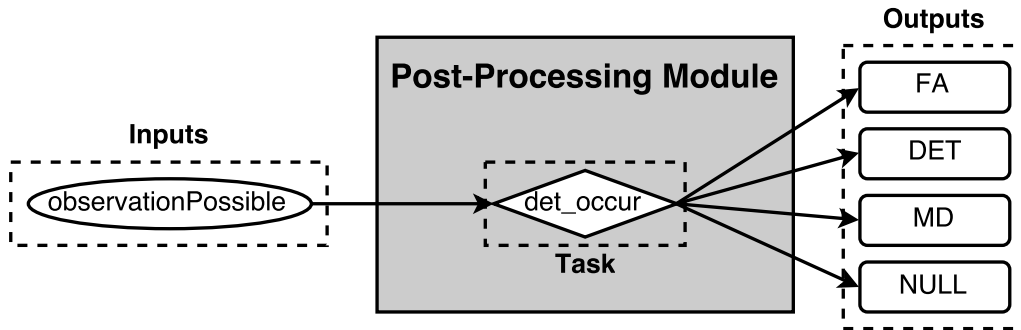 Outputs
Post-Processing Module
FA
Inputs
DET
observationPossible
det_occur
MD
Task
NULL